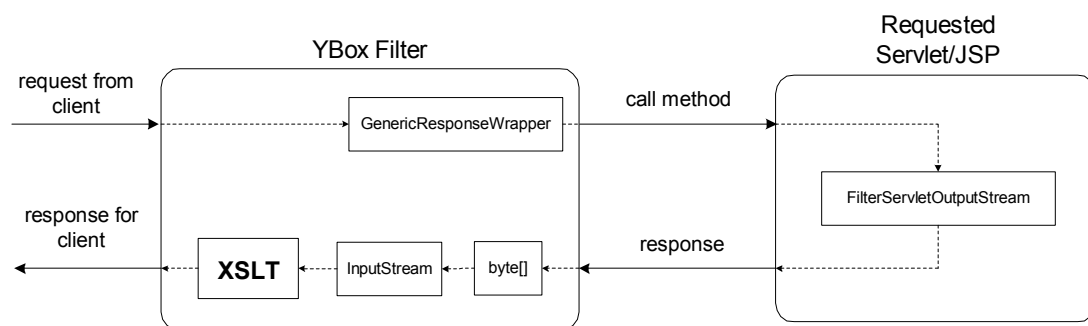 Requested
Servlet/JSP
YBox Filter
request from
client
GenericResponseWrapper
call method
FilterServletOutputStream
response for
client
XSLT
InputStream
byte[]
response